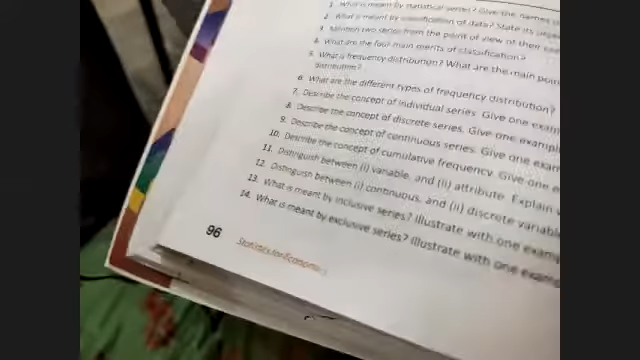 1. What is meant by statistical series? Give the names o
2. What is meant by classification of data? State its
3. Mention two
from the point of view of their
4. What are the four main merits of classification?
5. What is frequency distribution? What are the main poin
distribution?
6. What are the different types of frequency distribution?
7. Describe the concept of individual series. Give one exam
8. Describe the concept of discrete series. Give one example
9. Describe the concept of continuous series. Give one exam
10. Describe the concept of cumulative frequency. Give one e
11. Distinguish between (i) variable, and (ii) attribute. Explain
12. Distinguish between (i) continuous, and (ii) discrete variable
13. What is meant by inclusive series? Illustrate with one examp
14. What is meant by exclusive series? Illustrate with one examp
96
Statistics for Economics